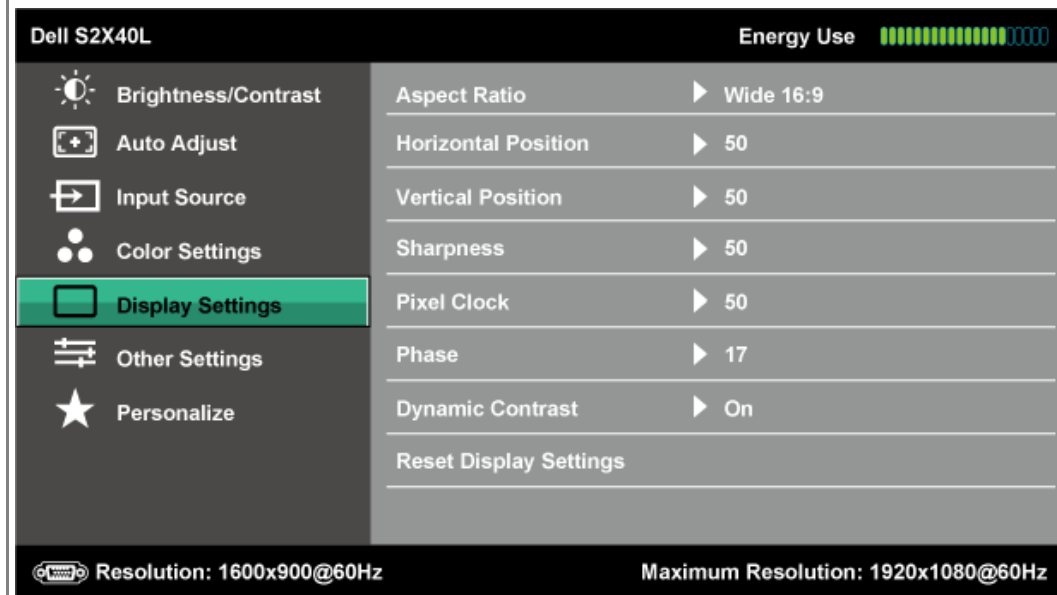 Dell S2X40L Energy Use
Brightness/Contrast Aspect Ratio Wide 16:9
Auto Adjust Horizontal Position 50
Input Source Vertical Position 50
Color Settings Sharpness 50
Display Settings Pixel Clock 50
Other Settings Phase 17
Personalize Dynamic Contrast On
Reset Display Settings
Resolution: 1600x900@60Hz Maximum Resolution: 1920x1080@60Hz